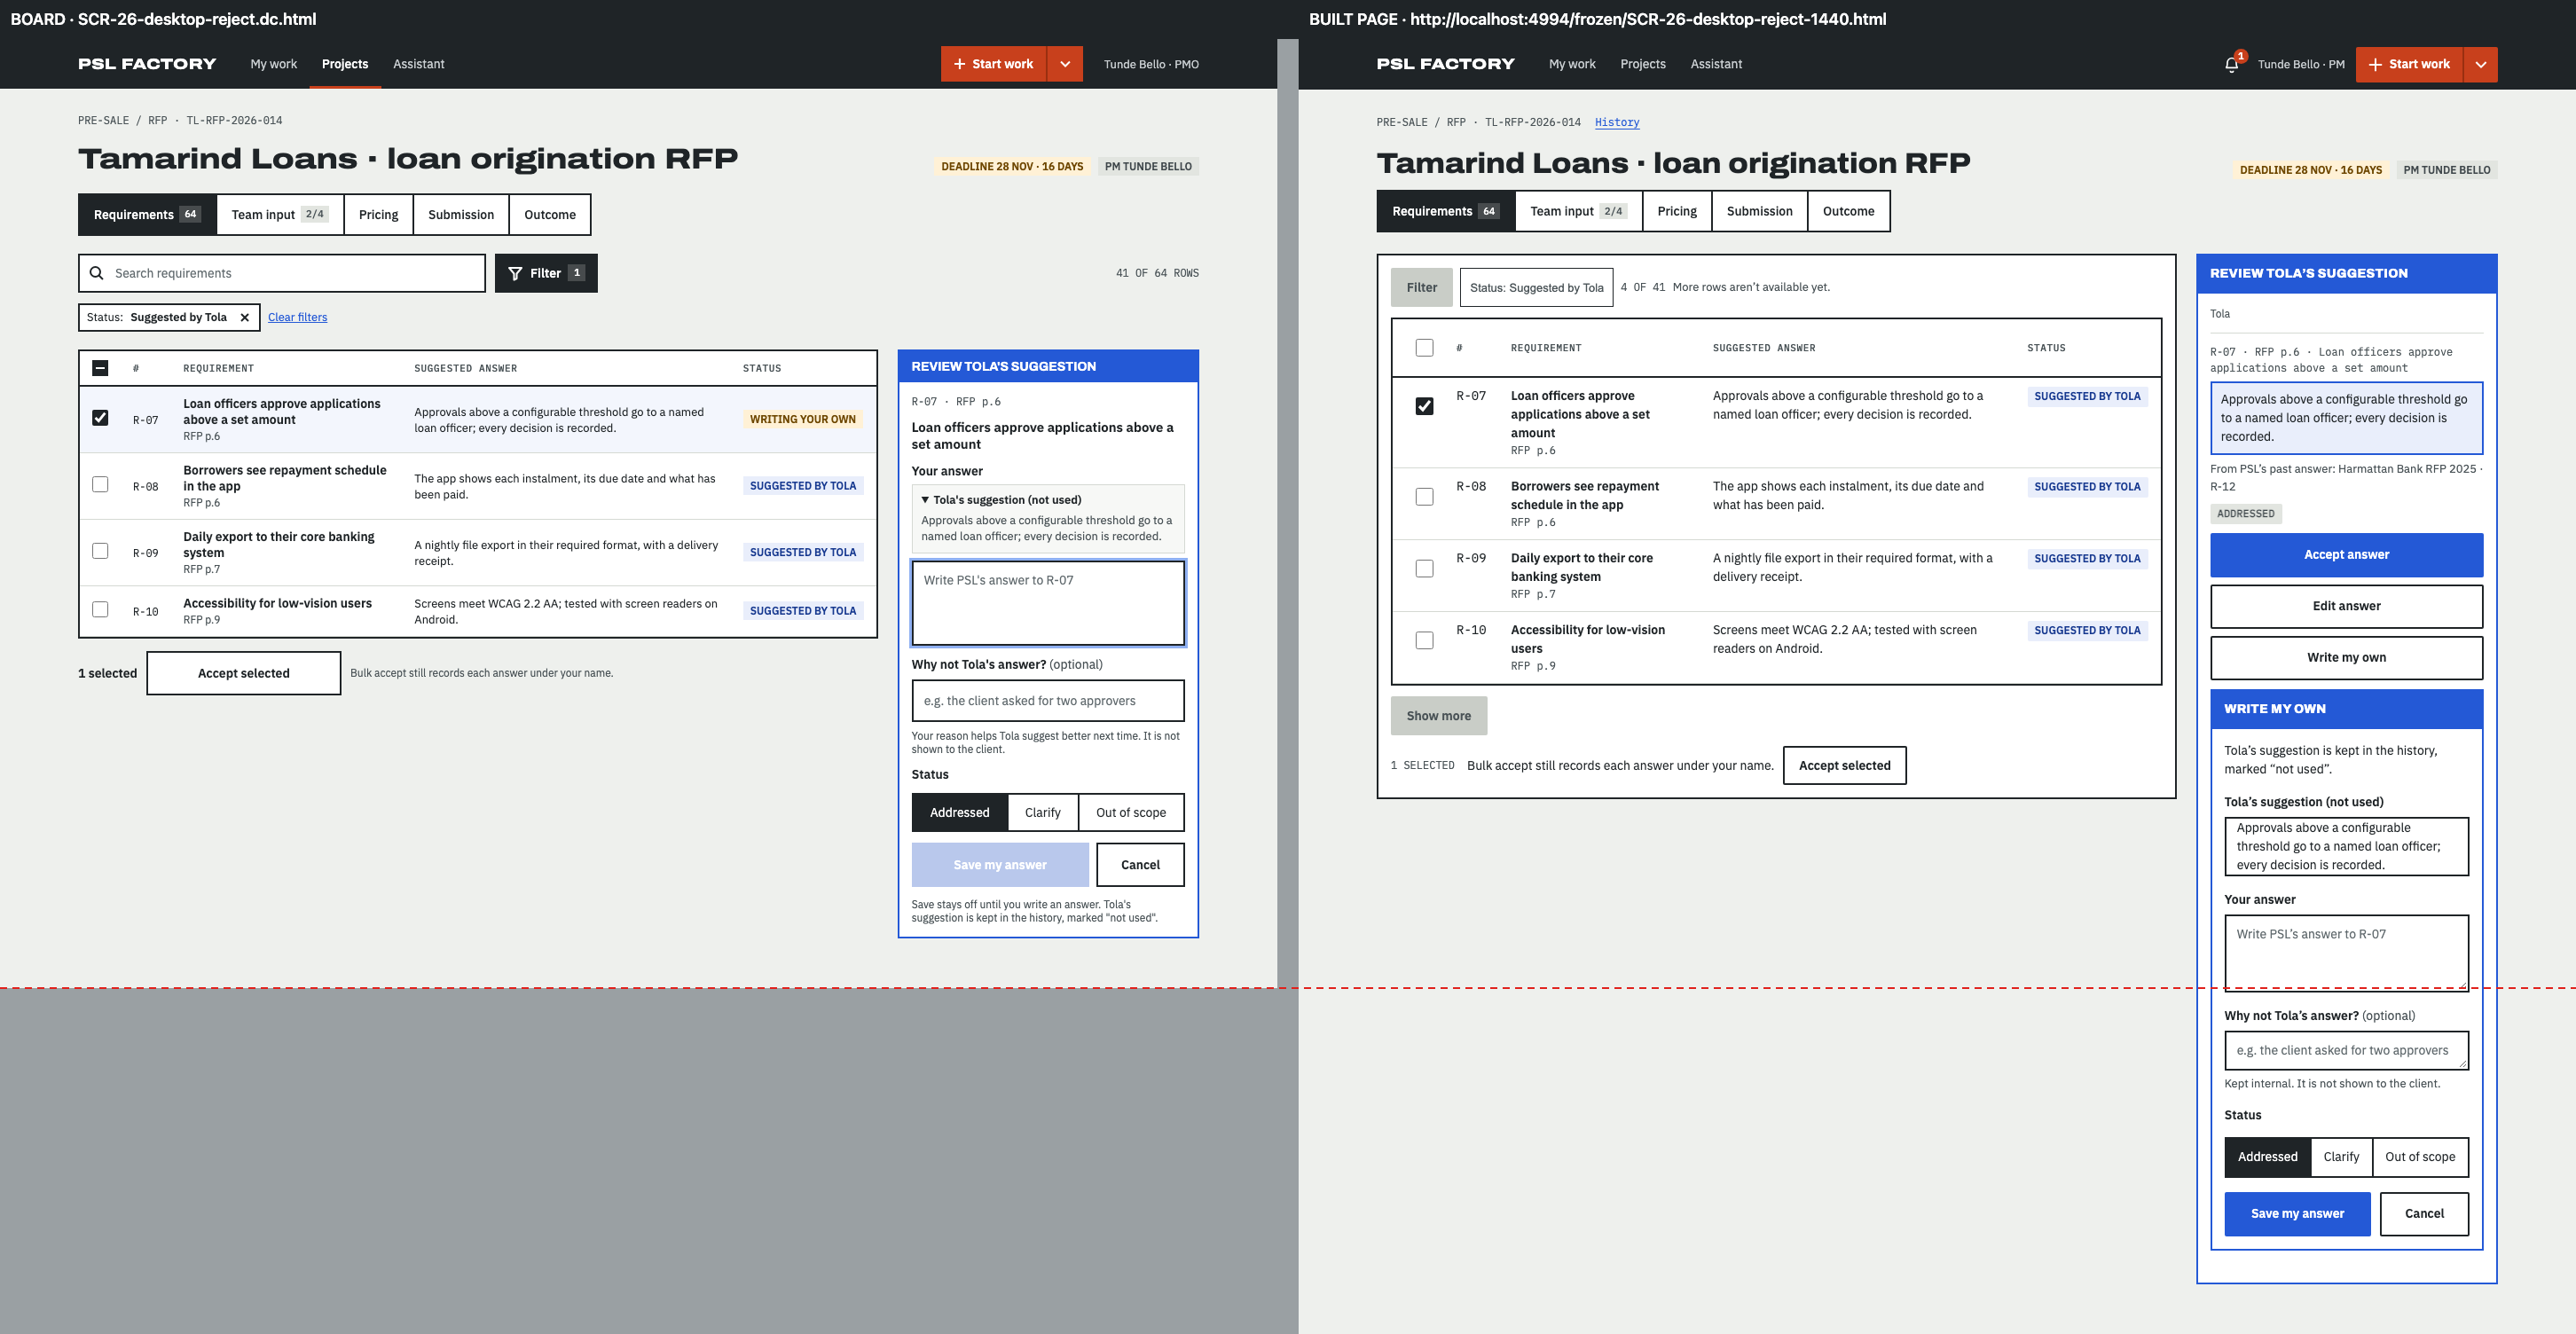 BOARD · SCR-26-desktop-reject.dc.html
PSL FACTORY
My work
Projects
Assistant
Start work
Tunde Bello · PMO
PRE-SALE / RFP · TL-RFP-2026-014
Tamarind Loans · loan origination RFP
DEADLINE 28 NOV · 16 DAYS
PM TUNDE BELLO
Requirements 64
Team input 2/4
Pricing
Submission
Outcome
Search requirements
Filter 1
41 OF 64 ROWS
Status: Suggested by Tola ✕
Clear filters
# REQUIREMENT SUGGESTED ANSWER STATUS
R-07
Loan officers approve applications
above a set amount
RFP p.6
Approvals above a configurable threshold go to a named
loan officer; every decision is recorded.
WRITING YOUR OWN
R-08
Borrowers see repayment schedule
in the app
RFP p.6
The app shows each instalment, its due date and what has
been paid.
SUGGESTED BY TOLA
R-09
Daily export to their core banking
system
RFP p.7
A nightly file export in their required format, with a delivery
receipt.
SUGGESTED BY TOLA
R-10
Accessibility for low-vision users
RFP p.9
Screens meet WCAG 2.2 AA; tested with screen readers on
Android.
SUGGESTED BY TOLA
1 selected
Accept selected
Bulk accept still records each answer under your name.
REVIEW TOLA'S SUGGESTION
R-07 · RFP p.6
Loan officers approve applications above a
set amount
Your answer
▼ Tola's suggestion (not used)
Approvals above a configurable threshold go to a
named loan officer; every decision is recorded.
Write PSL's answer to R-07
Why not Tola's answer? (optional)
e.g. the client asked for two approvers
Your reason helps Tola suggest better next time. It is not
shown to the client.
Status
Addressed
Clarify
Out of scope
Save my answer
Cancel
Save stays off until you write an answer. Tola's
suggestion is kept in the history, marked "not used".
BUILT PAGE · http://localhost:4994/frozen/SCR-26-desktop-reject-1440.html
PSL FACTORY
My work
Projects
Assistant
1
Tunde Bello · PM
Start work
PRE-SALE / RFP · TL-RFP-2026-014
History
Tamarind Loans · loan origination RFP
DEADLINE 28 NOV · 16 DAYS
PM TUNDE BELLO
Requirements 64
Team input 2/4
Pricing
Submission
Outcome
Filter
Status: Suggested by Tola
4 OF 41
More rows aren’t available yet.
# REQUIREMENT SUGGESTED ANSWER STATUS
R-07
Loan officers approve
applications above a set
amount
RFP p.6
Approvals above a configurable threshold go to a
named loan officer; every decision is recorded.
SUGGESTED BY TOLA
R-08
Borrowers see repayment
schedule in the app
RFP p.6
The app shows each instalment, its due date and
what has been paid.
SUGGESTED BY TOLA
R-09
Daily export to their core
banking system
RFP p.7
A nightly file export in their required format, with a
delivery receipt.
SUGGESTED BY TOLA
R-10
Accessibility for low-vision
users
RFP p.9
Screens meet WCAG 2.2 AA; tested with screen
readers on Android.
SUGGESTED BY TOLA
Show more
1 SELECTED
Bulk accept still records each answer under your name.
Accept selected
REVIEW TOLA’S SUGGESTION
Tola
R-07 · RFP p.6 · Loan officers approve
applications above a set amount
Approvals above a configurable threshold go
to a named loan officer; every decision is
recorded.
From PSL’s past answer: Harmattan Bank RFP 2025 ·
R-12
ADDRESSED
Accept answer
Edit answer
Write my own
WRITE MY OWN
Tola’s suggestion is kept in the history,
marked “not used”.
Tola’s suggestion (not used)
Approvals above a configurable
threshold go to a named loan officer;
every decision is recorded.
Your answer
Write PSL’s answer to R-07
Why not Tola’s answer? (optional)
e.g. the client asked for two approvers
Kept internal. It is not shown to the client.
Status
Addressed
Clarify
Out of scope
Save my answer
Cancel